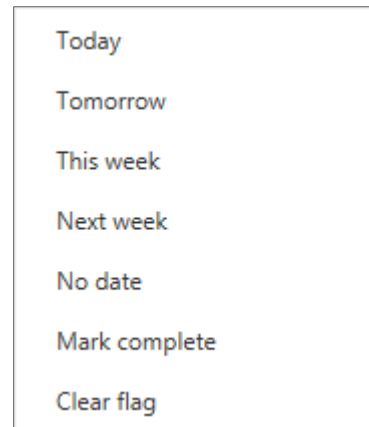 Today
Tomorrow
This week
Next week
No date
Mark complete
Clear flag